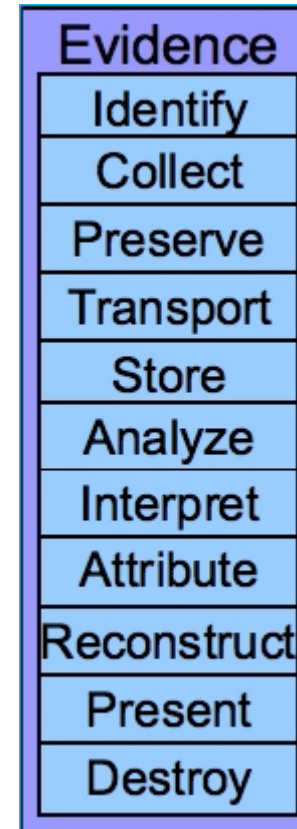 Evidence
Identify
Collect
Preserve
Transport
Store
Analyze
Interpret
Attribute
Reconstruct
Present
Destroy